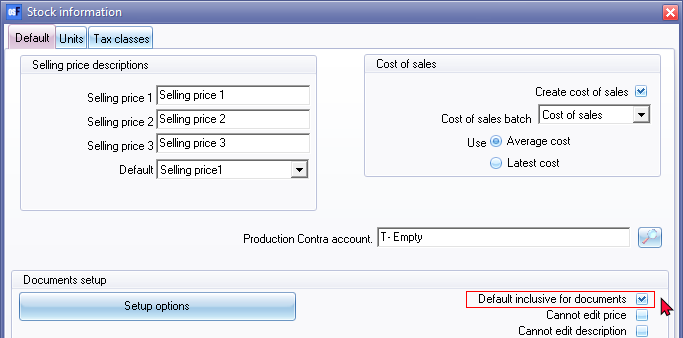 Stock information
Default Units Tax classes
Selling price descriptions
Selling price 1 Selling price 1
Selling price 2 Selling price 2
Selling price 3 Selling price 3
Default Selling price1
Cost of sales
Create cost of sales
Cost of sales batch Cost of sales
Use Average cost
Latest cost
Production Contra account. T- Empty
Documents setup
Setup options
Default inclusive for documents
Cannot edit price
Cannot edit description